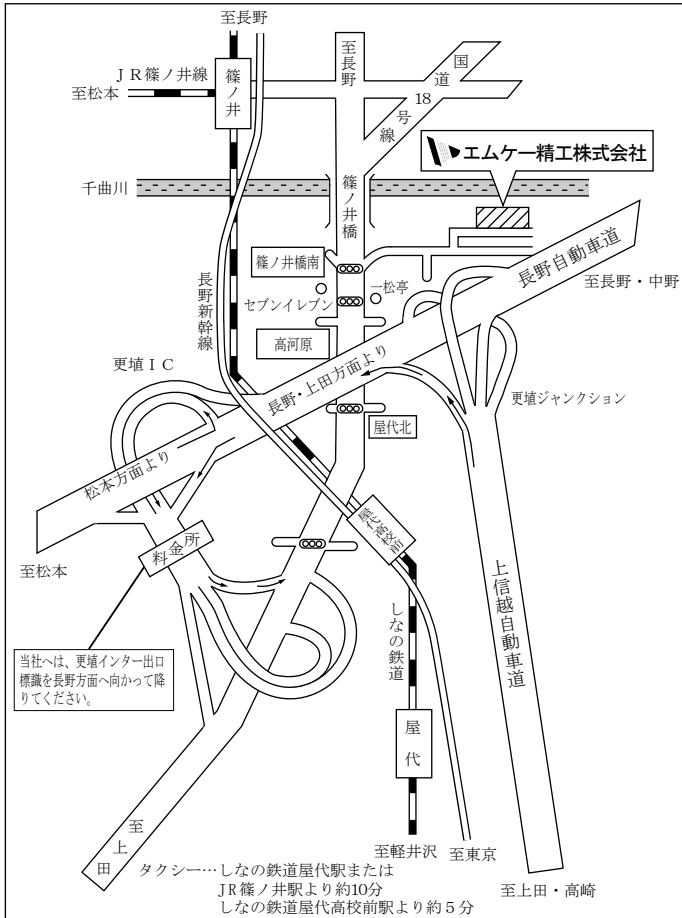 至長野
JR篠ノ井線
至松本
篠ノ井
至長野
国道
18
号線
エムケー精工株式会社
千曲川
篠ノ井橋
長野自動車道
至長野・中野
長野新幹線
篠ノ井橋南
一松亭
セブンイレブン
高河原
更埴IC
長野・上田方面より
更埴ジャンクション
屋代北
松本方面より
料金所
至松本
屋代高校前
しなの鉄道
上信越自動車道
当社へは、更埴インター出口
標識を長野方面へ向かって降
りてください。
屋代
至上田
至軽井沢
至東京
至上田・高崎
タクシー…しなの鉄道屋代駅または
JR篠ノ井駅より約10分
しなの鉄道屋代高校前駅より約5分